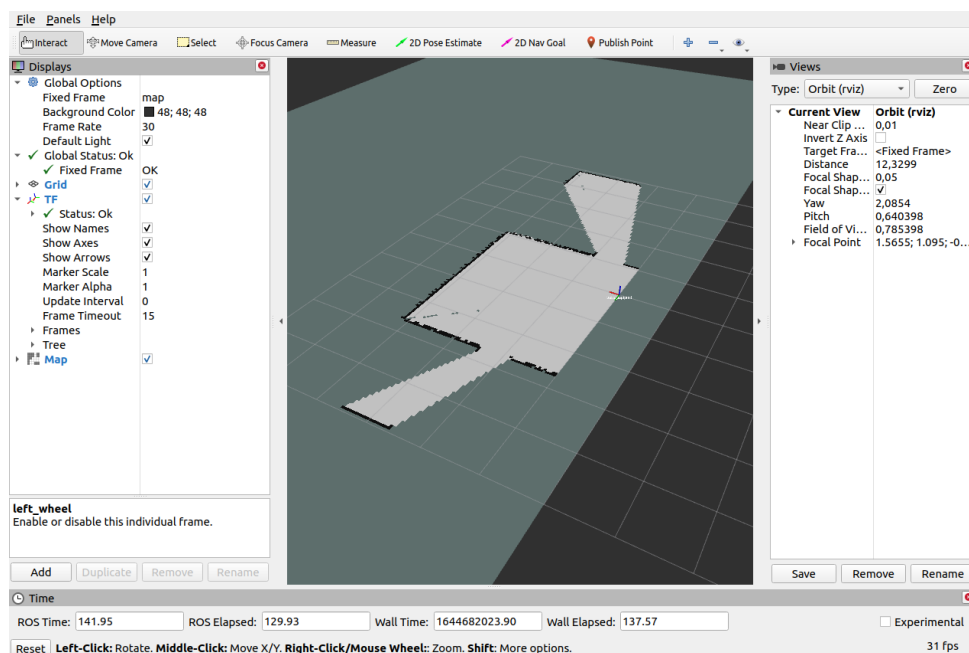 File Panels Help
Interact Move Camera Select Focus Camera Measure 2D Pose Estimate 2D Nav Goal Publish Point
Displays
Global Options
Fixed Frame map
Background Color 48; 48; 48
Frame Rate 30
Default Light
Global Status: Ok
Fixed Frame OK
Grid
TF
Status: Ok
Show Names
Show Axes
Show Arrows
Marker Scale 1
Marker Alpha 1
Update Interval 0
Frame Timeout 15
Frames
Tree
Map
left_wheel
Enable or disable this individual frame.
Add Duplicate Remove Rename
Views
Type: Orbit (rviz) Zero
Current View Orbit (rviz)
Near Clip ... 0,01
Invert Z Axis
Target Fra... <Fixed Frame>
Distance 12,3299
Focal Shap... 0,05
Focal Shap...
Yaw 2,0854
Pitch 0,640398
Field of Vi... 0,785398
Focal Point 1.5655; 1.095; -0...
Save Remove Rename
Time
ROS Time: 141.95 ROS Elapsed: 129.93 Wall Time: 1644682023.90 Wall Elapsed: 137.57 Experimental
Reset Left-Click: Rotate. Middle-Click: Move X/Y. Right-Click/Mouse Wheel:: Zoom. Shift: More options. 31 fps